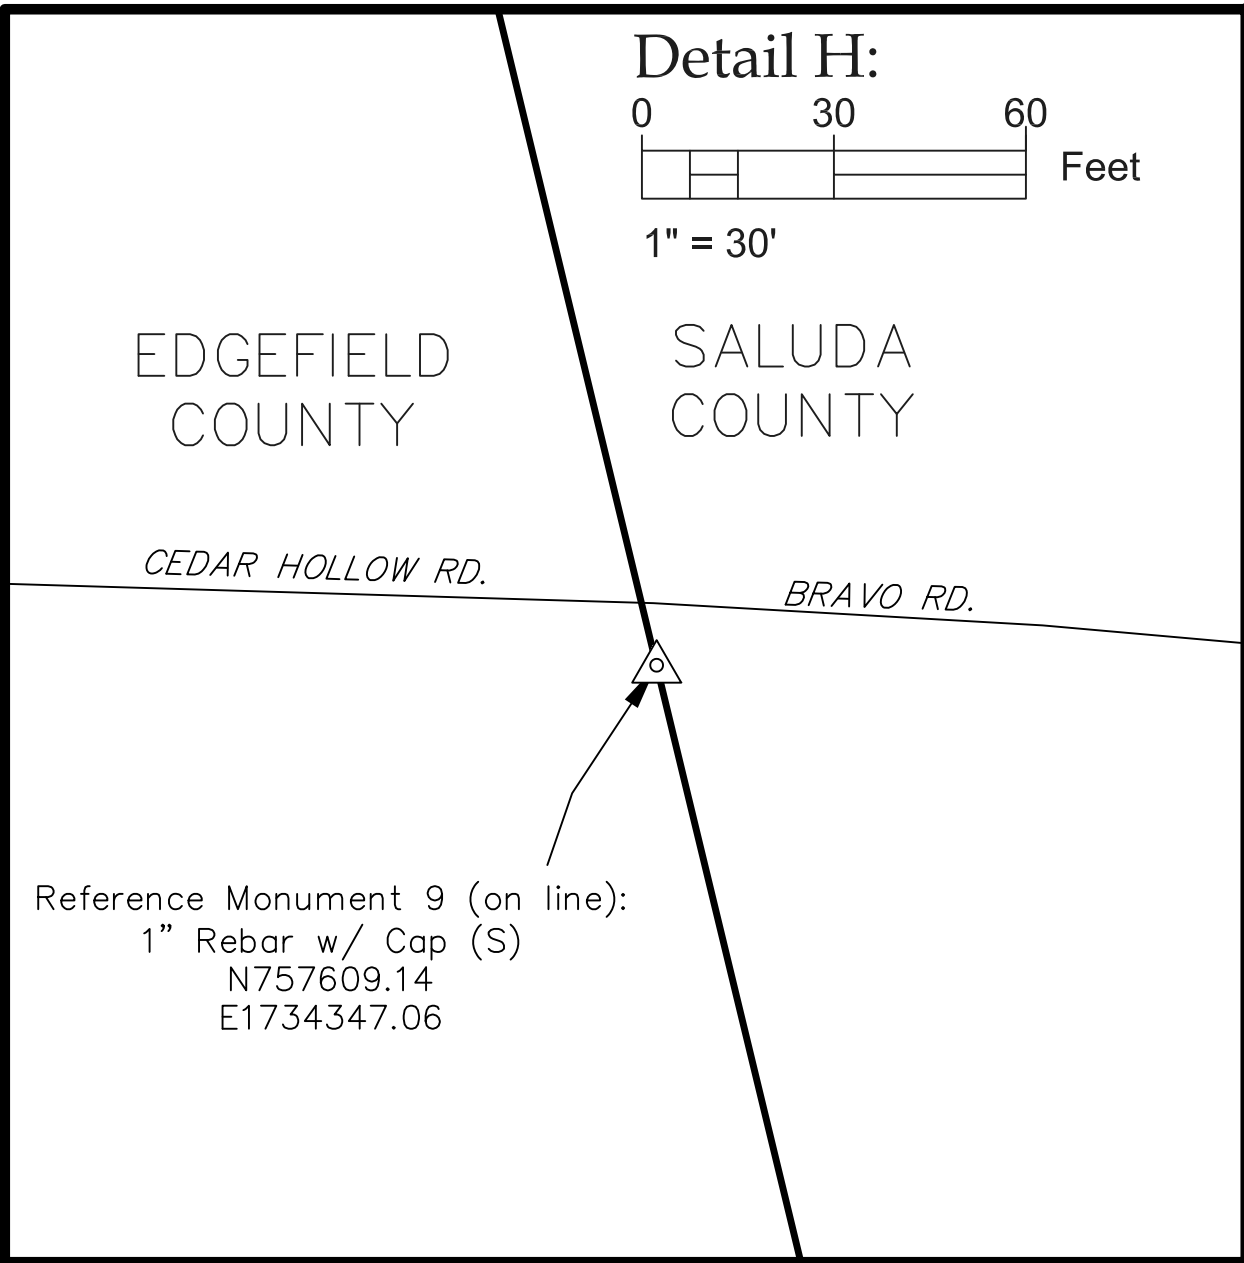 Detail H:
0 30 60
Feet
1" = 30'
EDGEFIELD
COUNTY
SALUDA
COUNTY
CEDAR HOLLOW RD.
BRAVO RD.
Reference Monument 9 (on line):
1” Rebar w/ Cap (S)
N757609.14
E1734347.06